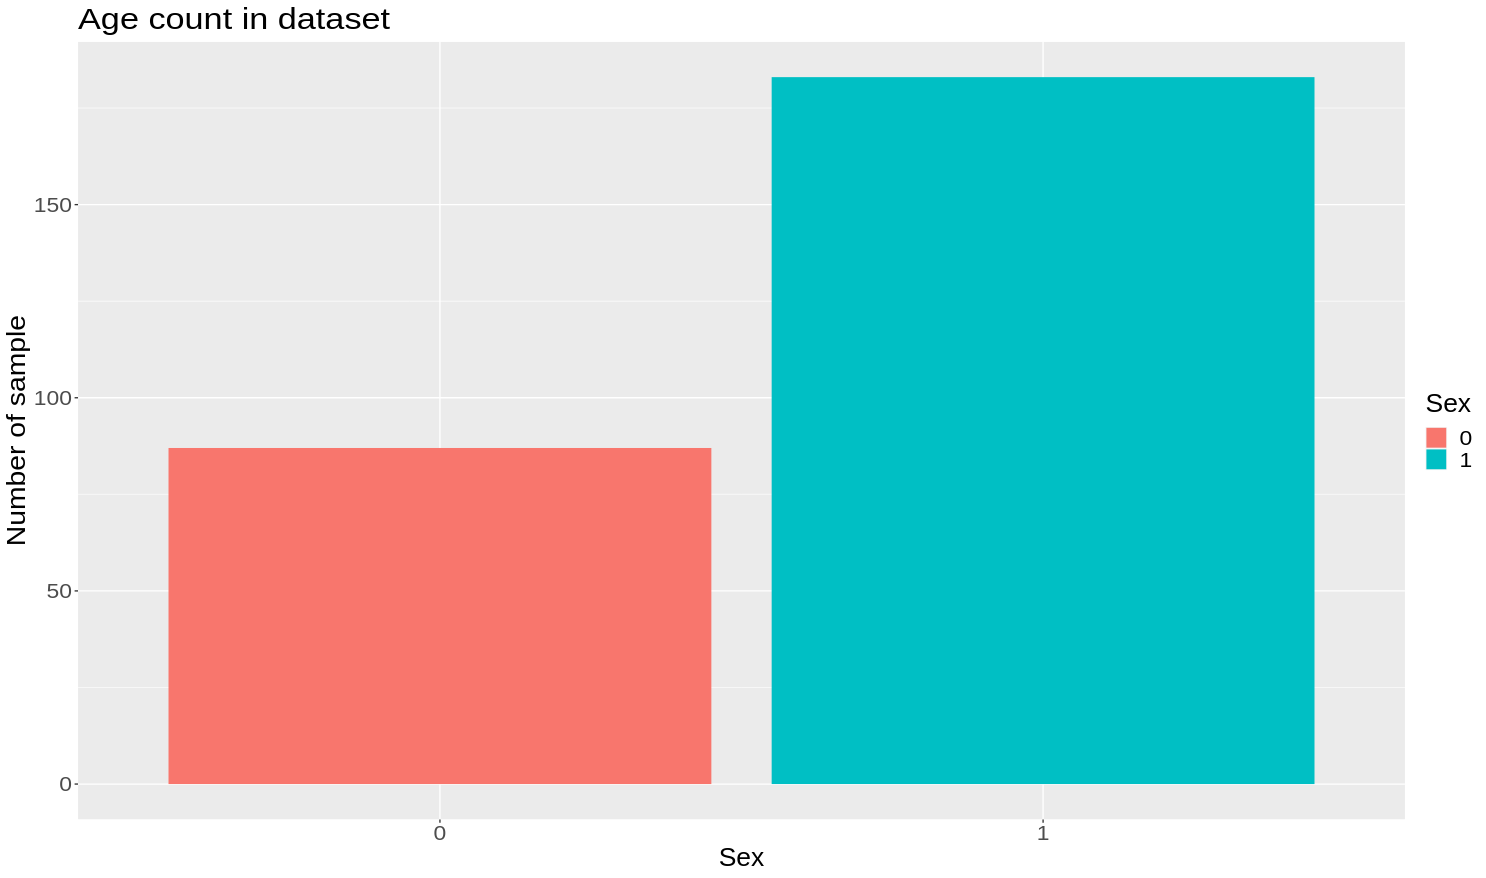 Age count in dataset
Number of sample
150
100
50
0
0
1
Sex
Sex
0
1